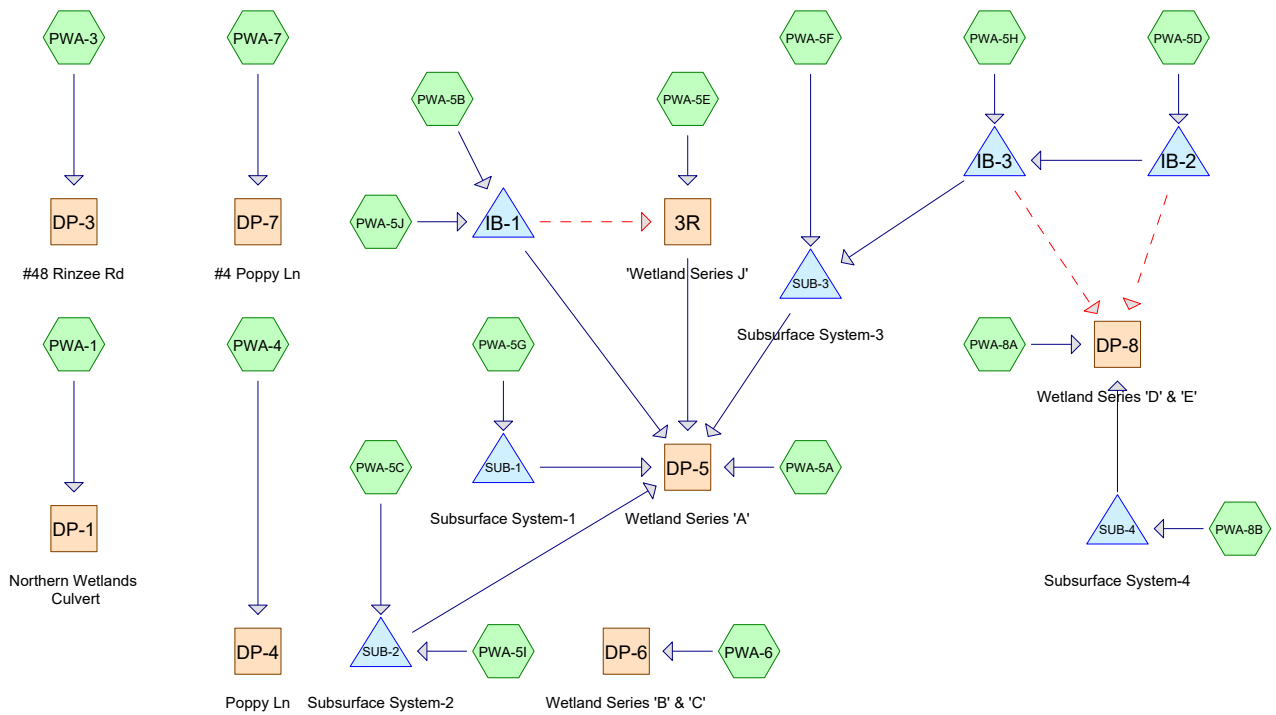 PWA-3
PWA-7
PWA-5F
PWA-5H
PWA-5D
PWA-5B
PWA-5E
IB-3
IB-2
PWA-5J
IB-1
3R
DP-3
DP-7
#48 Rinzee Rd
#4 Poppy Ln
'Wetland Series J'
SUB-3
Subsurface System-3
PWA-1
PWA-4
PWA-5G
PWA-8A
DP-8
Wetland Series 'D' & 'E'
PWA-5C
SUB-1
DP-5
PWA-5A
Subsurface System-1
Wetland Series 'A'
DP-1
SUB-4
PWA-8B
Northern Wetlands
Culvert
Subsurface System-4
DP-4
SUB-2
PWA-5I
DP-6
PWA-6
Poppy Ln
Subsurface System-2
Wetland Series 'B' & 'C'